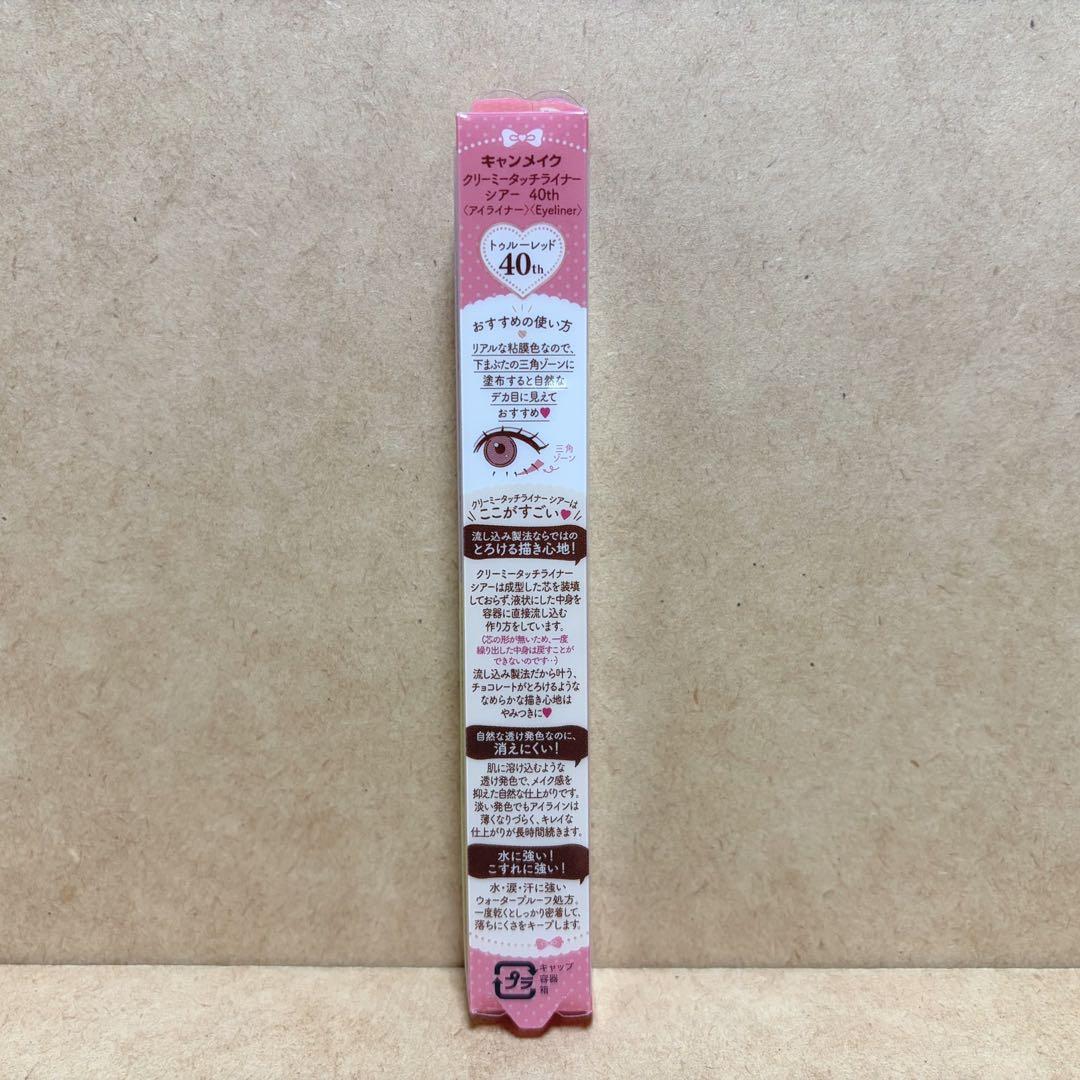 キャンメイク
クリーミータッチライナー
シアー 40th
〈アイライナー〉〈Eyeliner〉
トゥルーレッド
40th
おすすめの使い方
リアルな粘膜色なので、
下まぶたの三角ゾーンに
塗布すると自然な
デカ目に見えて
おすすめ♥
三角
ゾーン
クリーミータッチライナー シアーは
ここがすごい♥
流し込み製法ならではの
とろける描き心地!
クリーミータッチライナー
シアーは成型した芯を装填
しておらず、液状にした中身を
容器に直接流し込む
作り方をしています。
(芯の形が無いため、一度
繰り出した中身は戻すことが
できないのです…)
流し込み製法だから叶う、
チョコレートがとろけるような
なめらかな描き心地は
やみつきに♥
自然な透け発色なのに、
消えにくい!
肌に溶け込むような
透け発色で、メイク感を
抑えた自然な仕上がりです。
淡い発色でもアイラインは
薄くなりづらく、キレイな
仕上がりが長時間続きます。
水に強い!
こすれに強い!
水・涙・汗に強い
ウォータープルーフ処方。
一度乾くとしっかり密着して、
落ちにくさをキープします。
プラ
キャップ
容器
箱